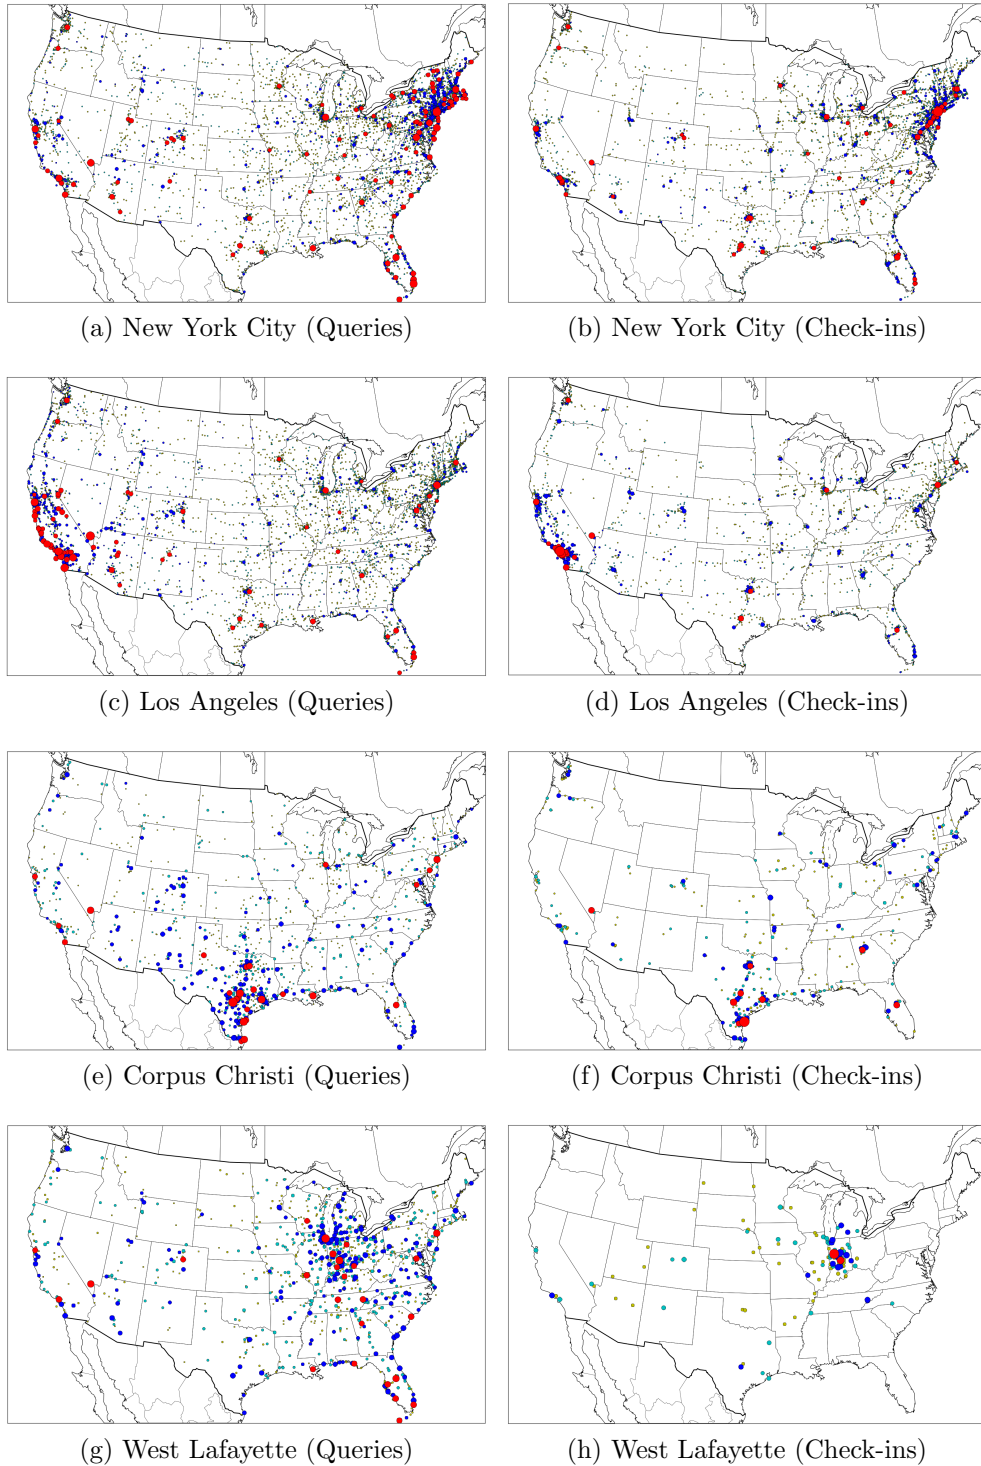 (a) New York City (Queries)
(b) New York City (Check-ins)
(c) Los Angeles (Queries)
(d) Los Angeles (Check-ins)
(e) Corpus Christi (Queries)
(f) Corpus Christi (Check-ins)
(g) West Lafayette (Queries)
(h) West Lafayette (Check-ins)